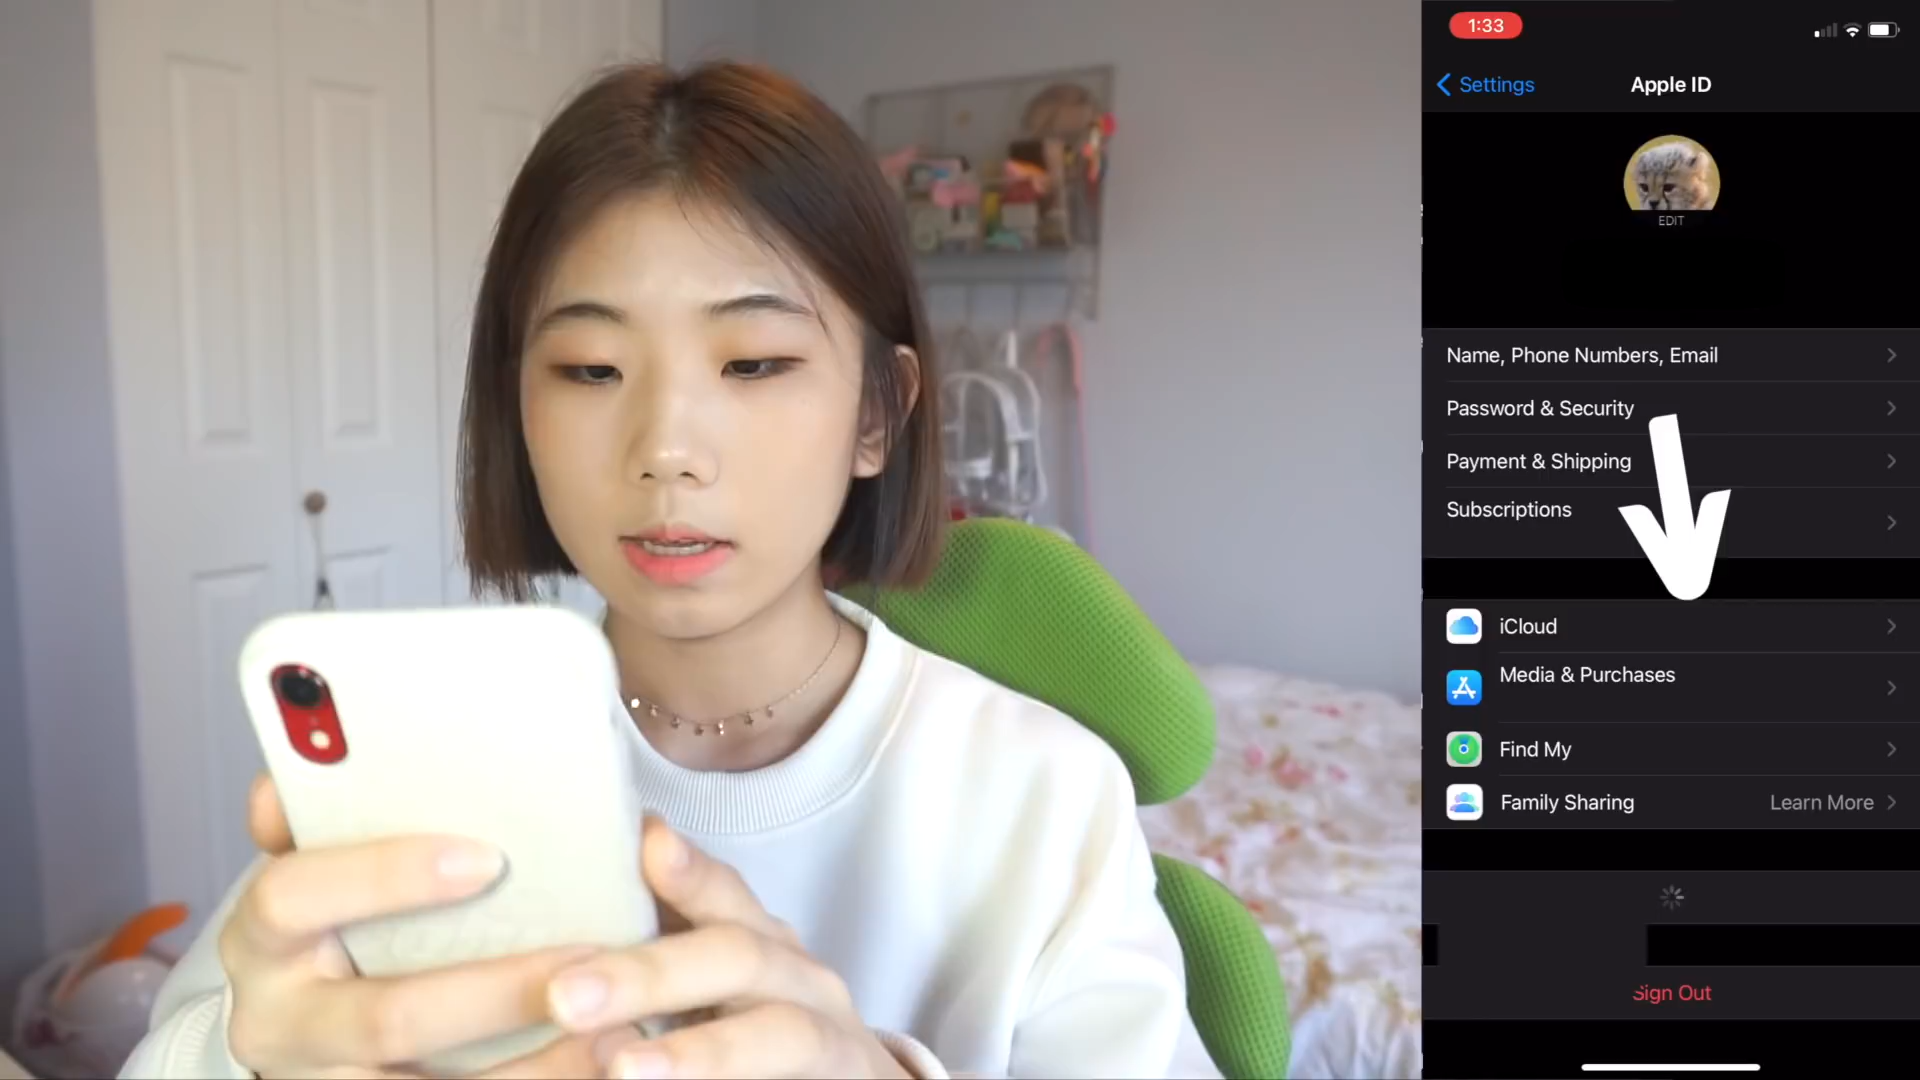 1:33
Settings
Apple ID
EDIT
Name, Phone Numbers, Email
Password & Security
Payment & Shipping
Subscriptions
iCloud
Media & Purchases
Find My
Family Sharing Learn More
Sign Out